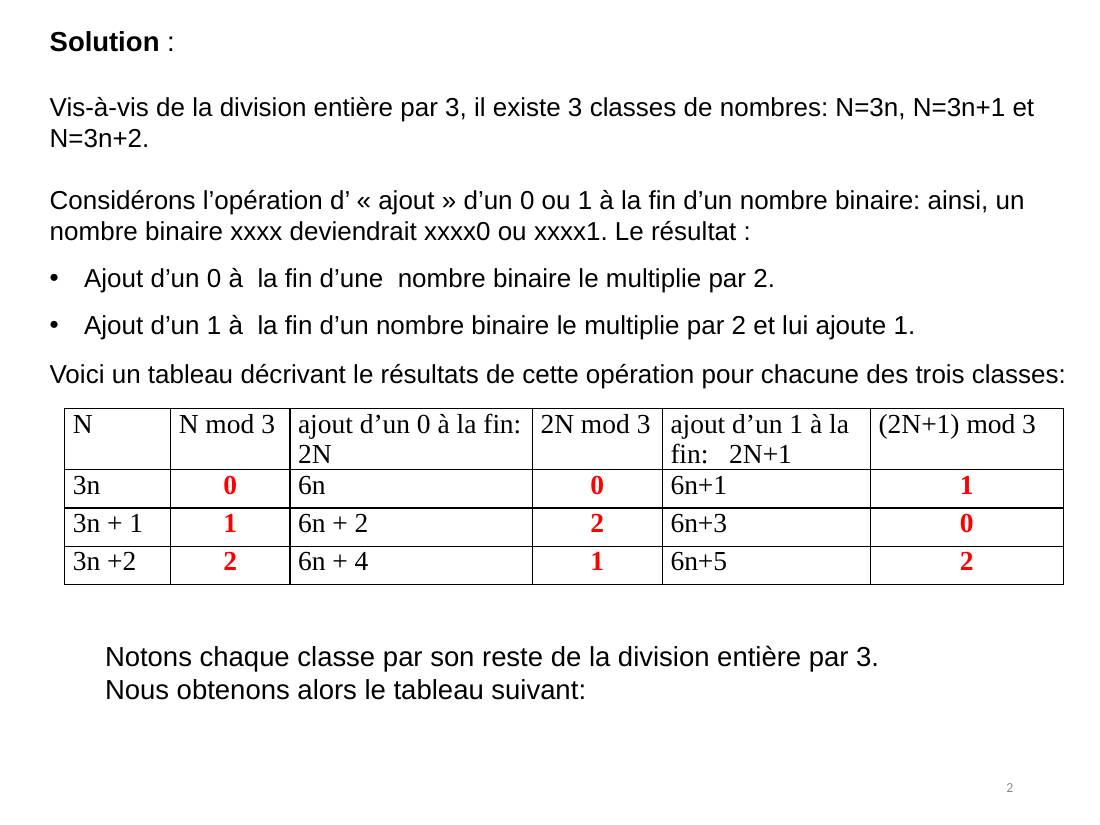 Solution :
Vis-à-vis de la division entière par 3, il existe 3 classes de nombres: N=3n, N=3n+1 et
N=3n+2.
Considérons l’opération d’ « ajout » d’un 0 ou 1 à la fin d’un nombre binaire: ainsi, un
nombre binaire xxxx deviendrait xxxx0 ou xxxx1. Le résultat :
• Ajout d’un 0 à  la fin d’une  nombre binaire le multiplie par 2.
• Ajout d’un 1 à  la fin d’un nombre binaire le multiplie par 2 et lui ajoute 1.
Voici un tableau décrivant le résultats de cette opération pour chacune des trois classes:
N N mod 3 ajout d’un 0 à la fin: 2N mod 3 ajout d’un 1 à la (2N+1) mod 3
2N fin:   2N+1
3n 0 6n 0 6n+1 1
3n + 1 1 6n + 2 2 6n+3 0
3n +2 2 6n + 4 1 6n+5 2
Notons chaque classe par son reste de la division entière par 3.
Nous obtenons alors le tableau suivant:
2